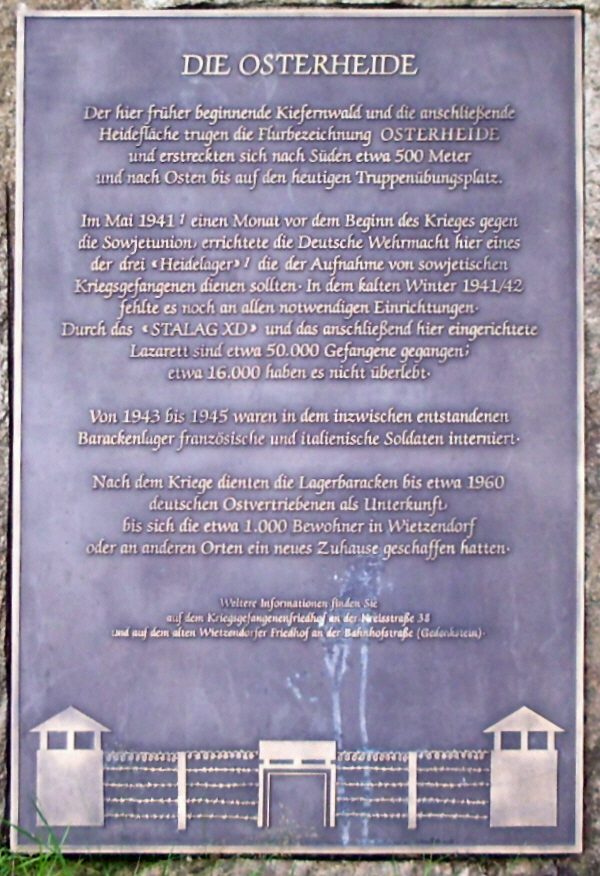 DIE OSTERHEIDE
Der hier früher beginnende Kiefernwald und die anschließende
Heidefläche trugen die Flurbezeichnung OSTERHEIDE
und erstreckten sich nach Süden etwa 500 Meter
und nach Osten bis auf den heutigen Truppenübungsplatz.
Im Mai 1941, einen Monat vor dem Beginn des Krieges gegen
die Sowjetunion, errichtete die Deutsche Wehrmacht hier eines
der drei «Heidelager», die der Aufnahme von sowjetischen
Kriegsgefangenen dienen sollten. In dem kalten Winter 1941/42
fehlte es noch an allen notwendigen Einrichtungen.
Durch das «STALAG XD» und das anschließend hier eingerichtete
Lazarett sind etwa 50.000 Gefangene gegangen;
etwa 16.000 haben es nicht überlebt.
Von 1943 bis 1945 waren in dem inzwischen entstandenen
Barackenlager französische und italienische Soldaten interniert.
Nach dem Kriege dienten die Lagerbaracken bis etwa 1960
deutschen Ostvertriebenen als Unterkunft,
bis sich die etwa 1.000 Bewohner in Wietzendorf
oder an anderen Orten ein neues Zuhause geschaffen hatten.
Weitere Informationen finden Sie
auf dem Kriegsgefangenenfriedhof an der Kreisstraße 38
und auf dem alten Wietzendorfer Friedhof an der Bahnhofstraße (Gedenkstein).